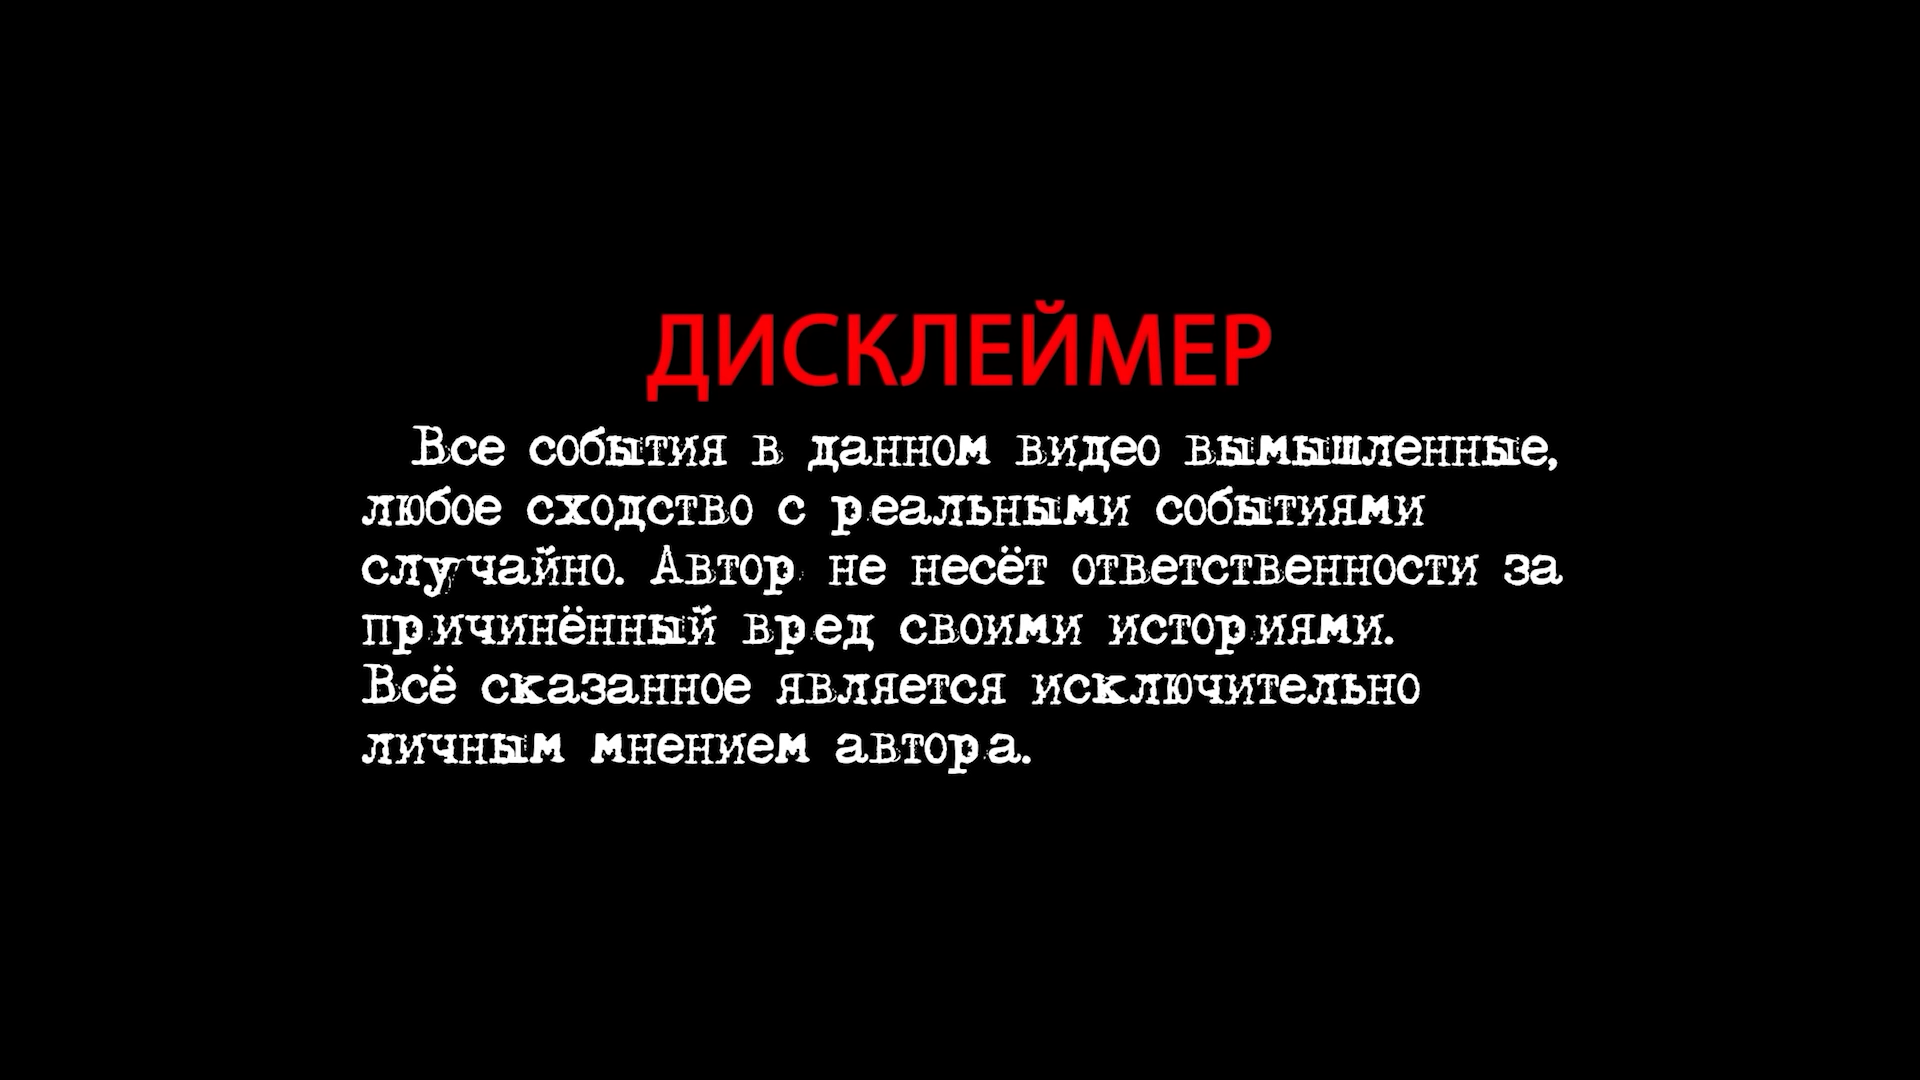 ДИСКЛЕЙМЕР
Все события в данном видео вымышленные,
любое сходство с реальными событиями
случайно. Автор не несёт ответственности за
причинённый вред своими историями.
Всё сказанное является исключительно
личным мнением автора.